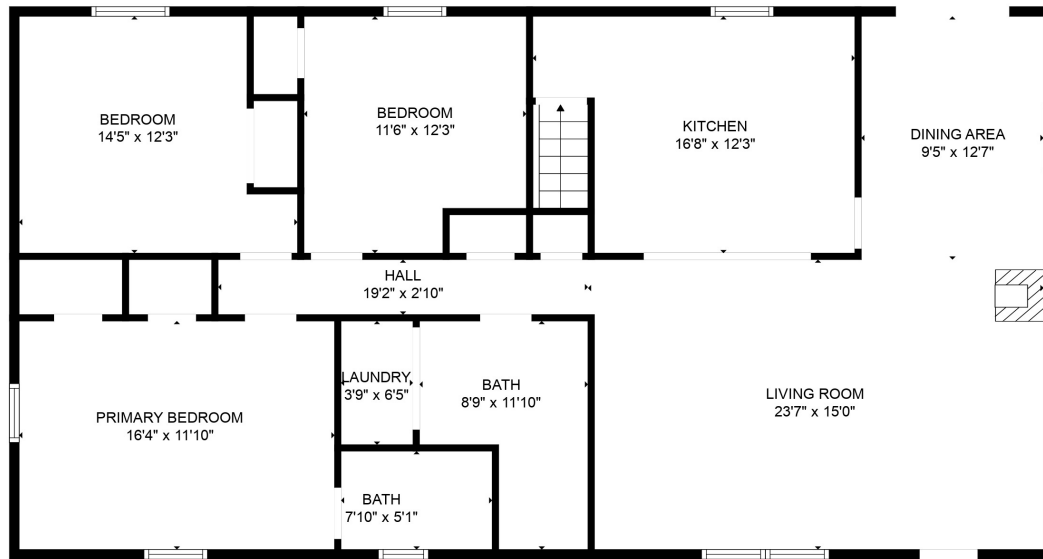 BEDROOM
14'5" x 12'3"
BEDROOM
11'6" x 12'3"
KITCHEN
16'8" x 12'3"
DINING AREA
9'5" x 12'7"
HALL
19'2" x 2'10"
LAUNDRY
3'9" x 6'5"
BATH
8'9" x 11'10"
LIVING ROOM
23'7" x 15'0"
PRIMARY BEDROOM
16'4" x 11'10"
BATH
7'10" x 5'1"